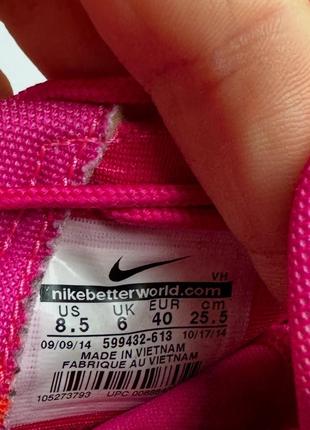 VH
nikebetterworld.com
US UK EUR cm
8.5 6 40 25.5
09/09/14 599432-613 10/17/14
MADE IN VIETNAM
FABRIQUE AU VIETNAM
105273793 UPC